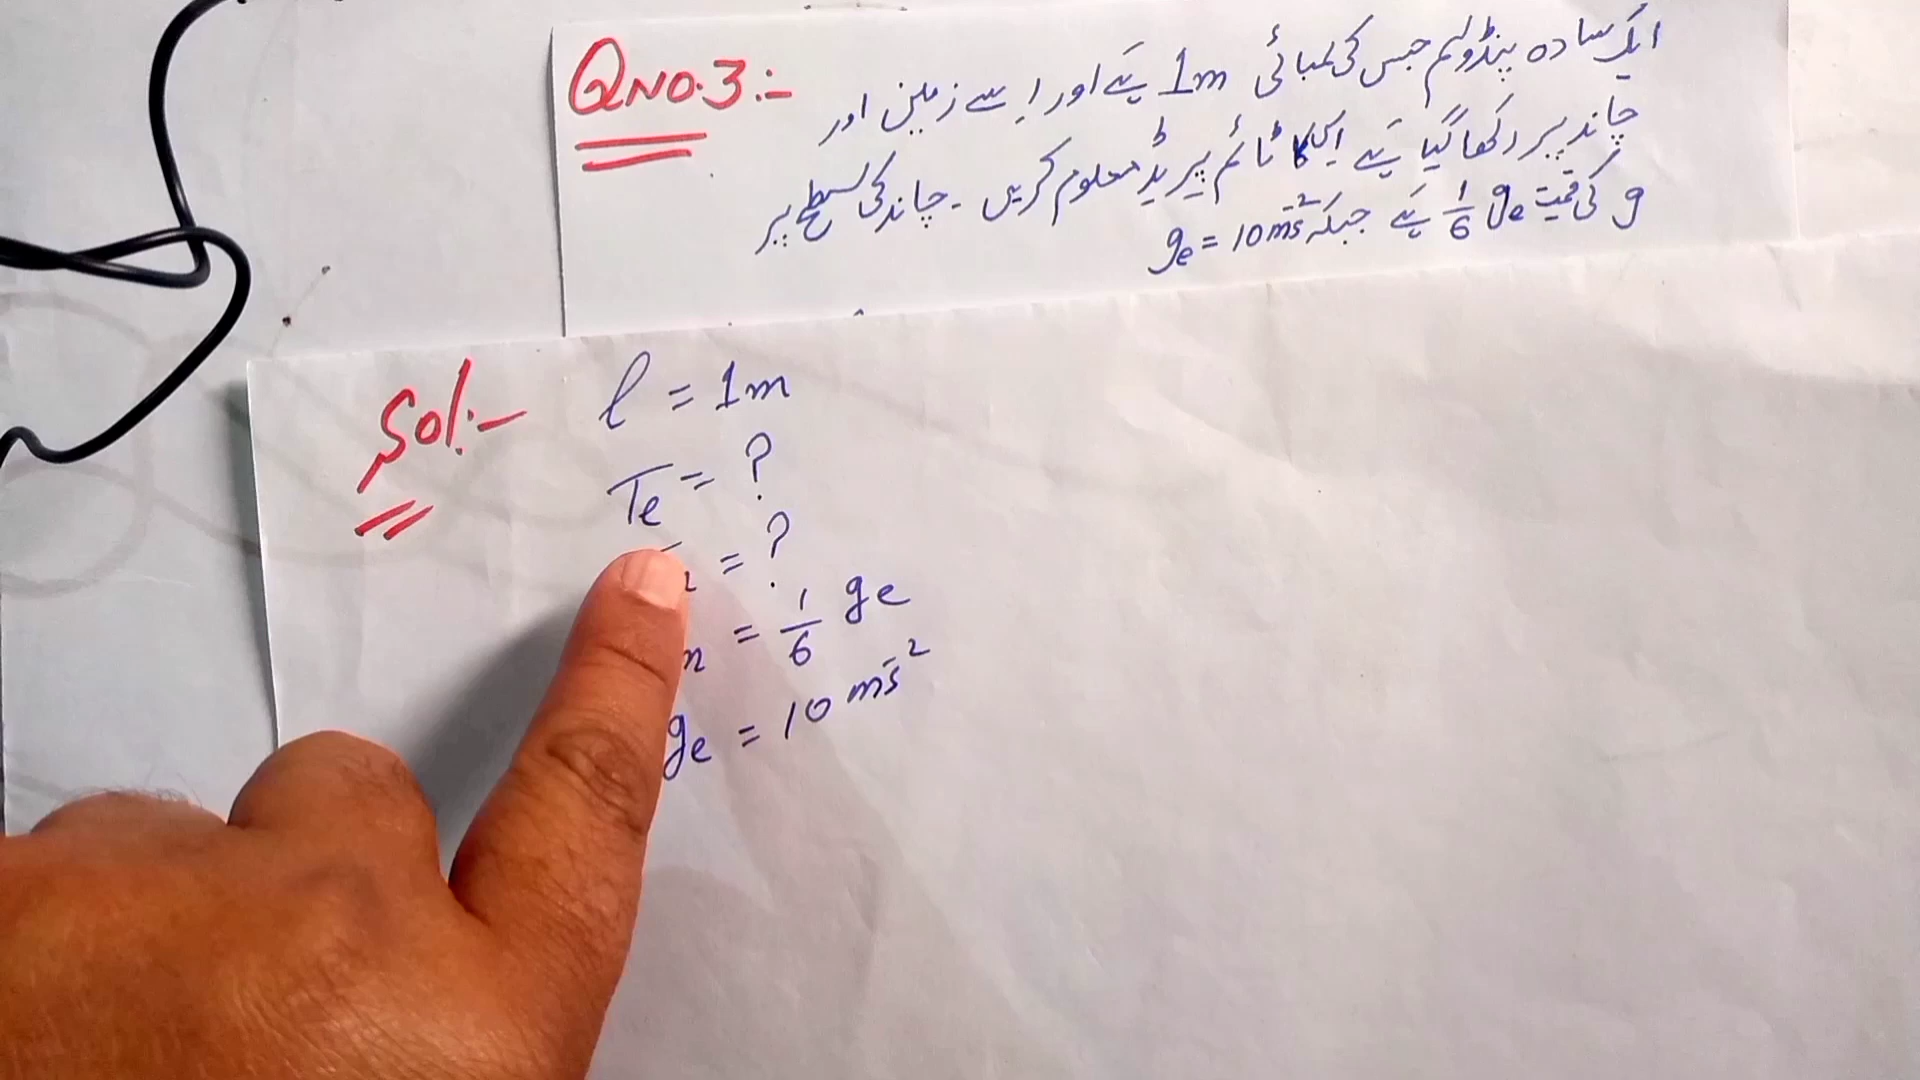 QNO.3:-
ایک سادہ پنڈولم جس کی لمبائی 1m ہے اور اسے زمین اور
چاند پر رکھا گیا ہے اسکا ٹائم پیریڈ معلوم کریں ۔ چاند کی سطح پر
g کی قیمت 1/6 ge ہے جبکہ ge = 10 ms⁻²
Sol:-
l = 1m
Te = ?
= ?
= 1/6 ge
ge = 10 ms⁻²